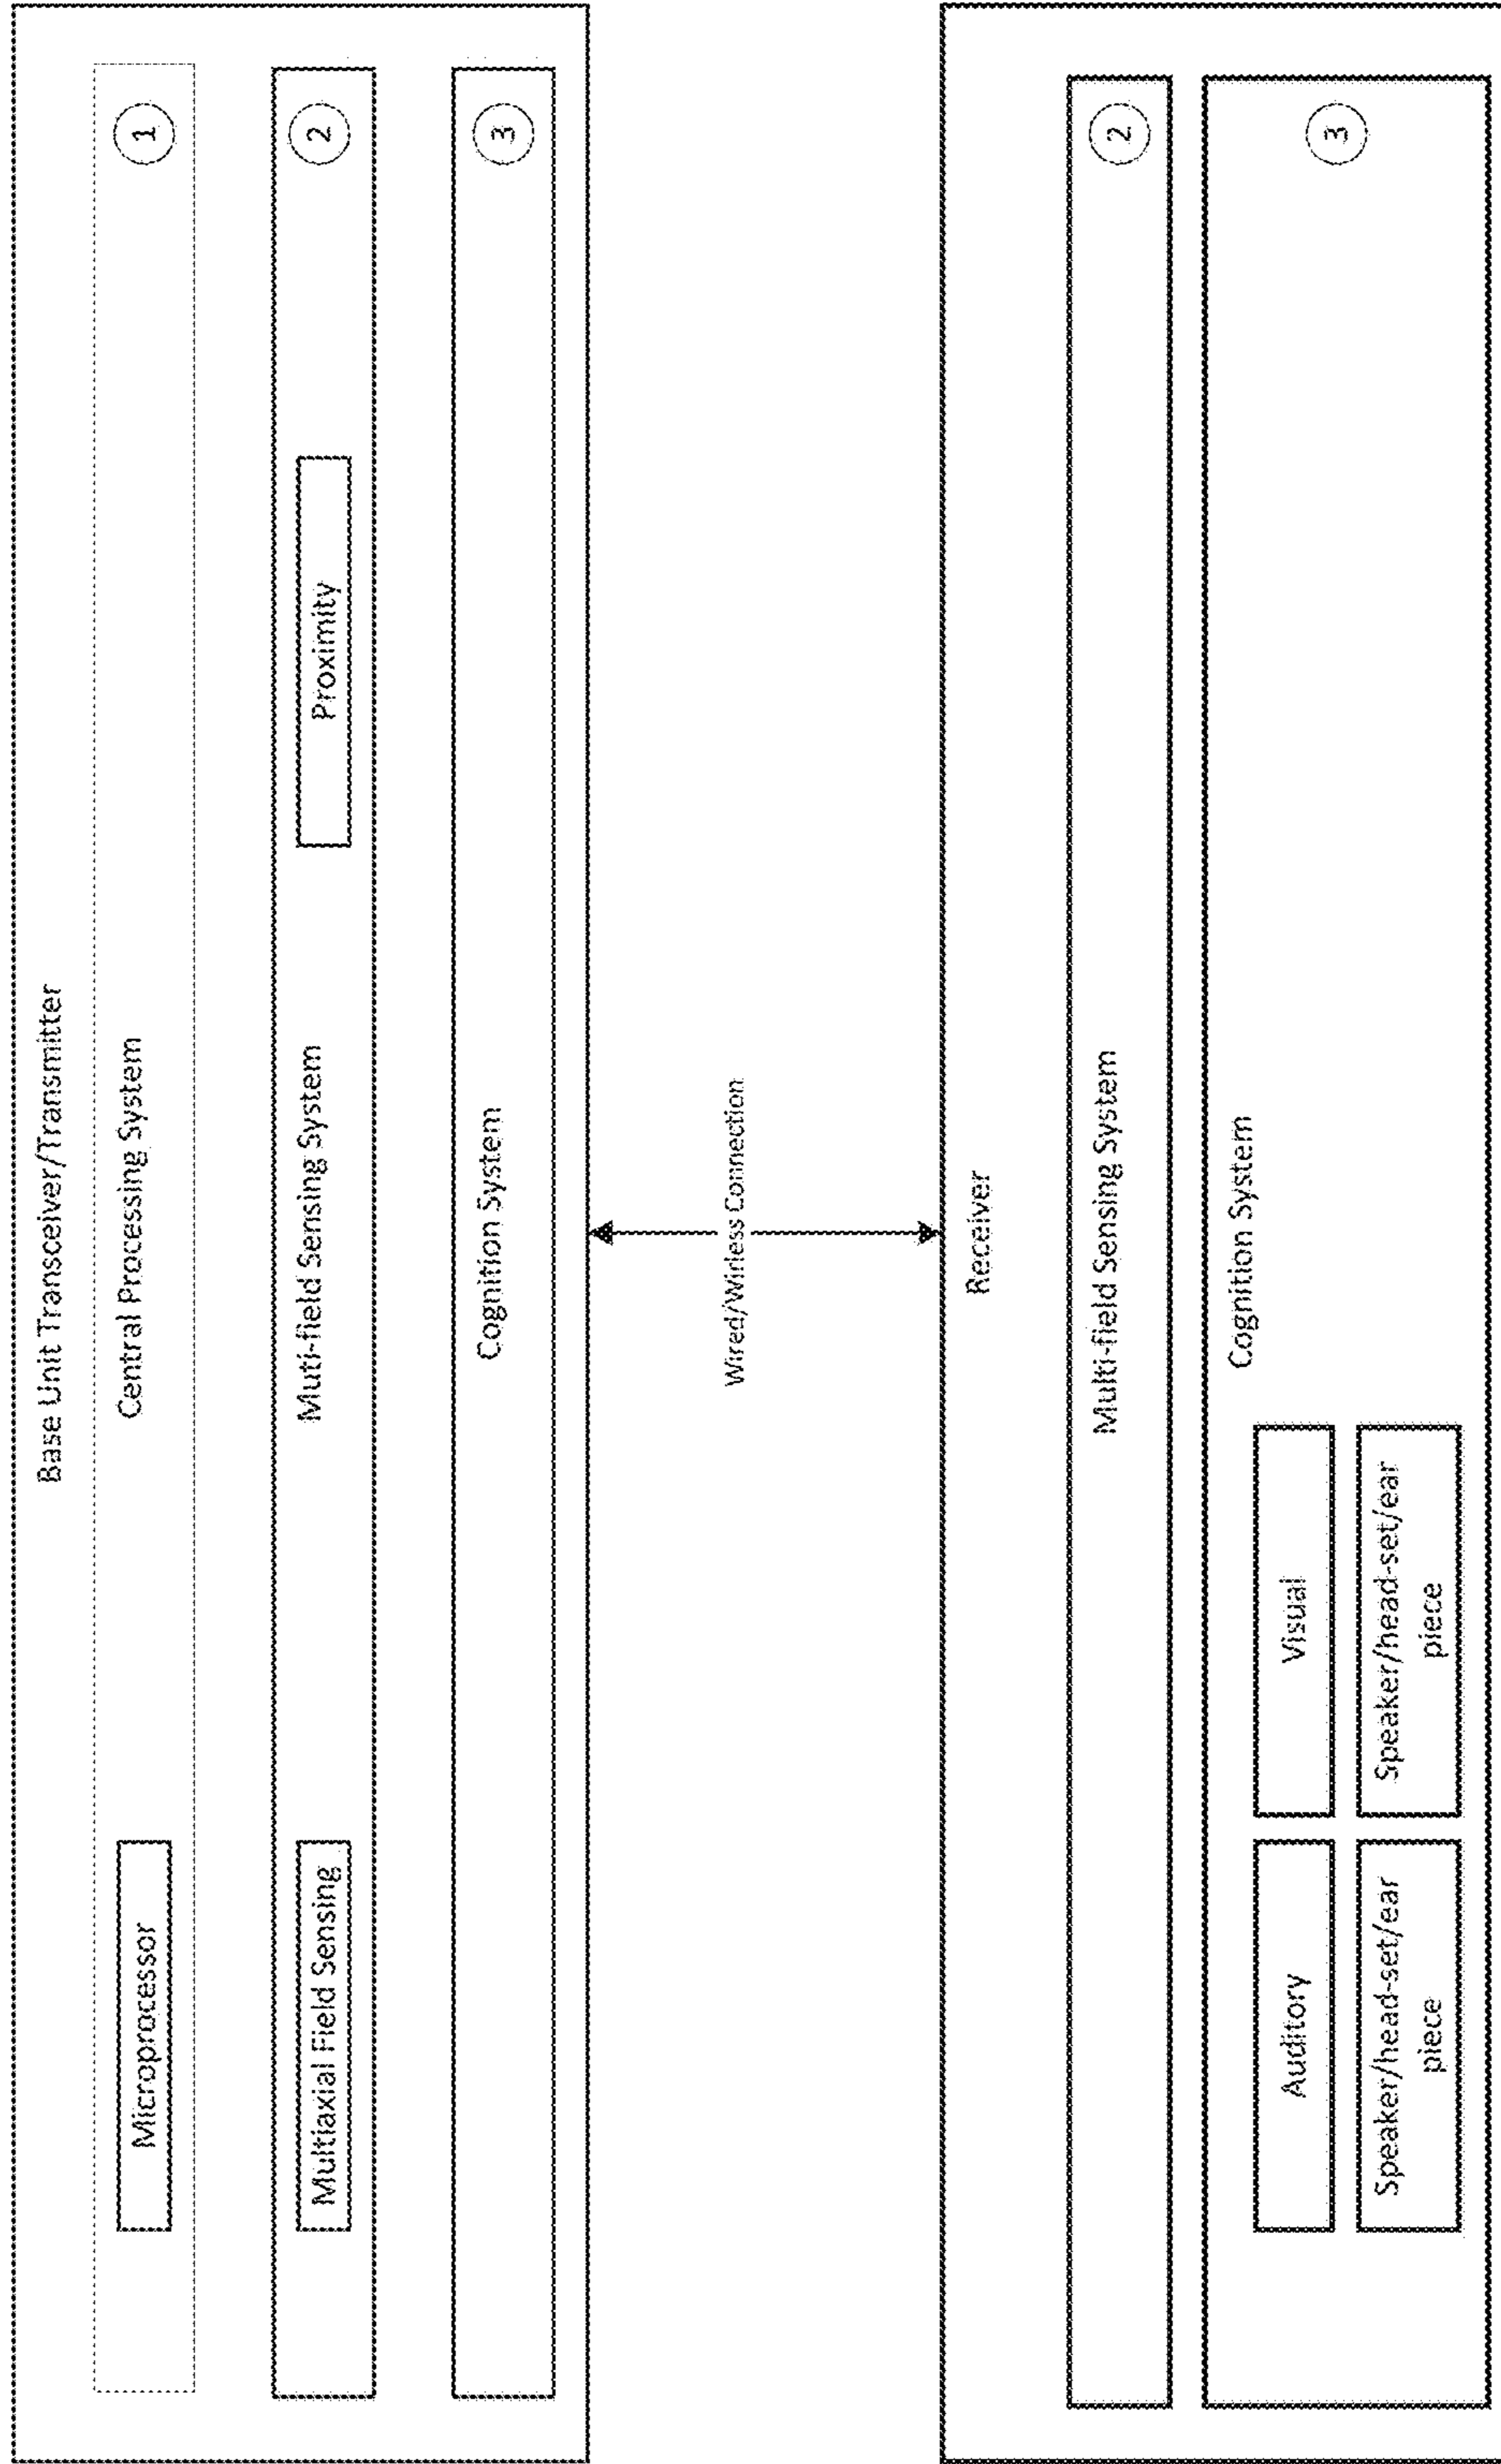 Base Unit Transceiver/Transmitter
Microprocessor
Central Processing System
1
Multiaxial Field Sensing
Muti-field Sensing System
Proximity
2
Cognition System
3
Wired/Wirless Connection
Receiver
Multi-field Sensing System
2
Cognition System
3
Auditory
Visual
Speaker/head-set/ear
piece
Speaker/head-set/ear
piece